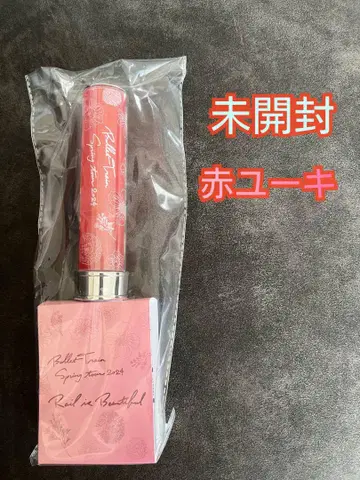 未開封
赤ユーキ
Bullet Train
Spring tour 2024
Bullet Train
Spring tour 2024
Rail is Beautiful